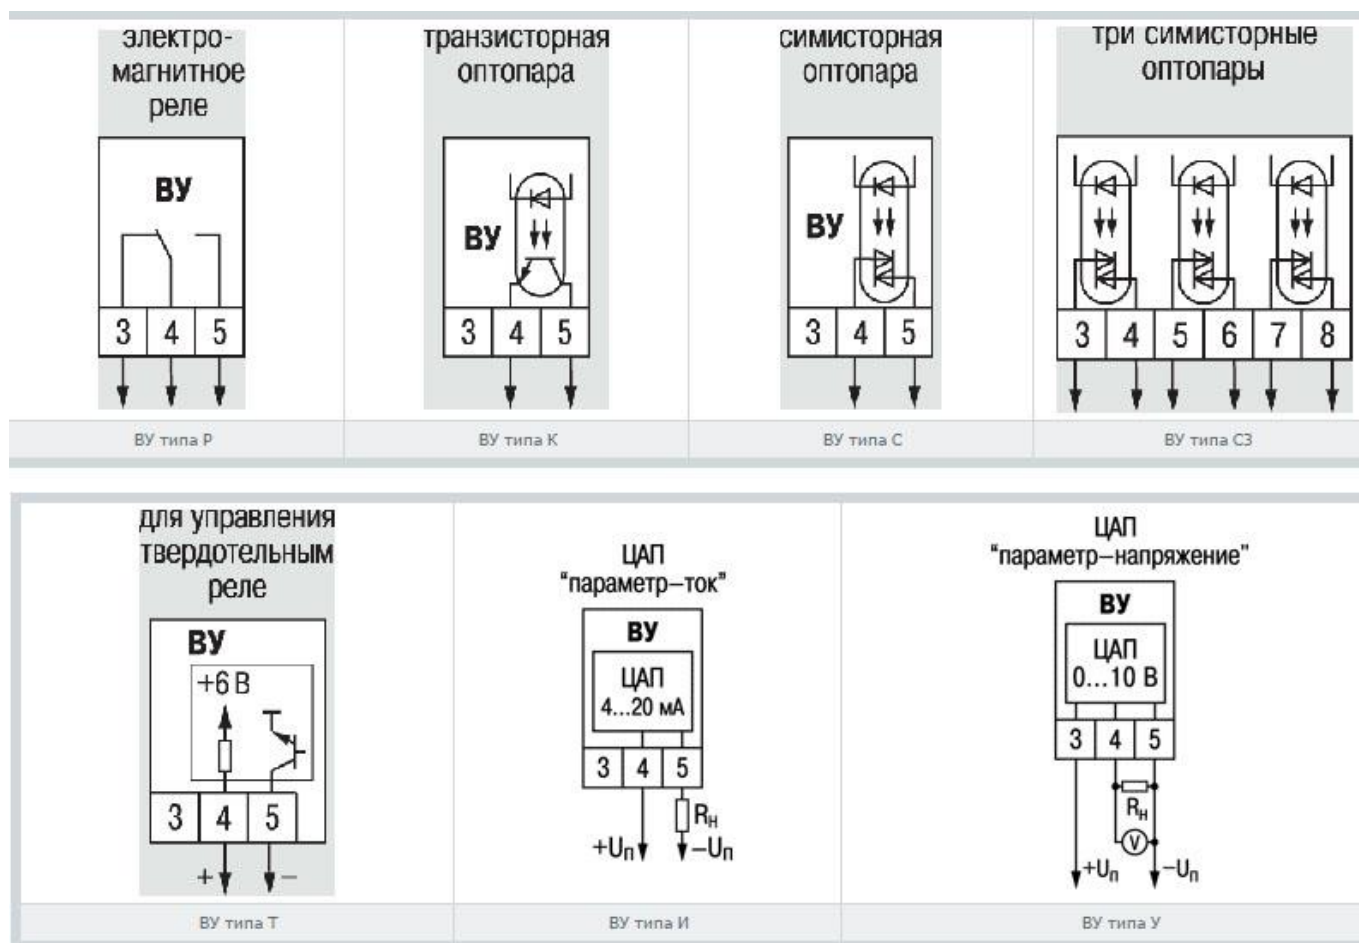 электро-
магнитное
реле
ВУ
3 4 5
ВУ типа Р
транзисторная
оптопара
ВУ
3 4 5
ВУ типа К
симисторная
оптопара
ВУ
3 4 5
ВУ типа С
три симисторные
оптопары
3 4 5 6 7 8
ВУ типа С3
для управления
твердотельным
реле
ВУ
+6 В
3 4 5
+ −
ВУ типа Т
ЦАП
“параметр–ток”
ВУ
ЦАП
4...20 мА
3 4 5
Rн
+Uп −Uп
ВУ типа И
ЦАП
“параметр–напряжение”
ВУ
ЦАП
0...10 В
3 4 5
Rн
V
+Uп −Uп
ВУ типа У